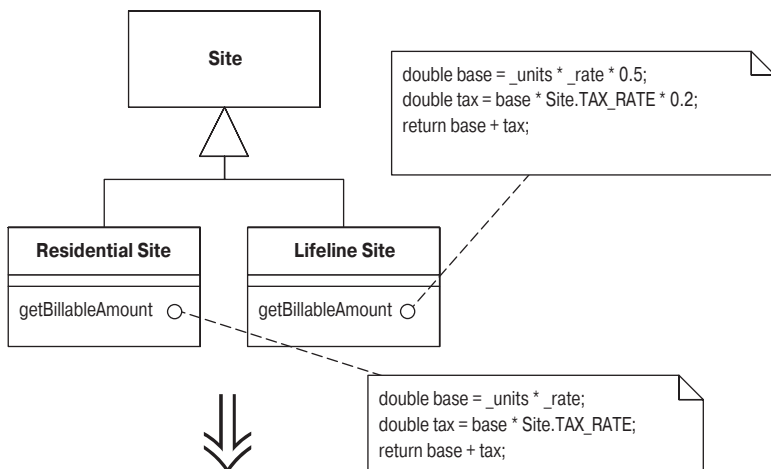 Site
double base = _units * _rate * 0.5;
double tax = base * Site.TAX_RATE * 0.2;
return base + tax;
Residential Site
Lifeline Site
getBillableAmount
getBillableAmount
double base = _units * _rate;
double tax = base * Site.TAX_RATE;
return base + tax;